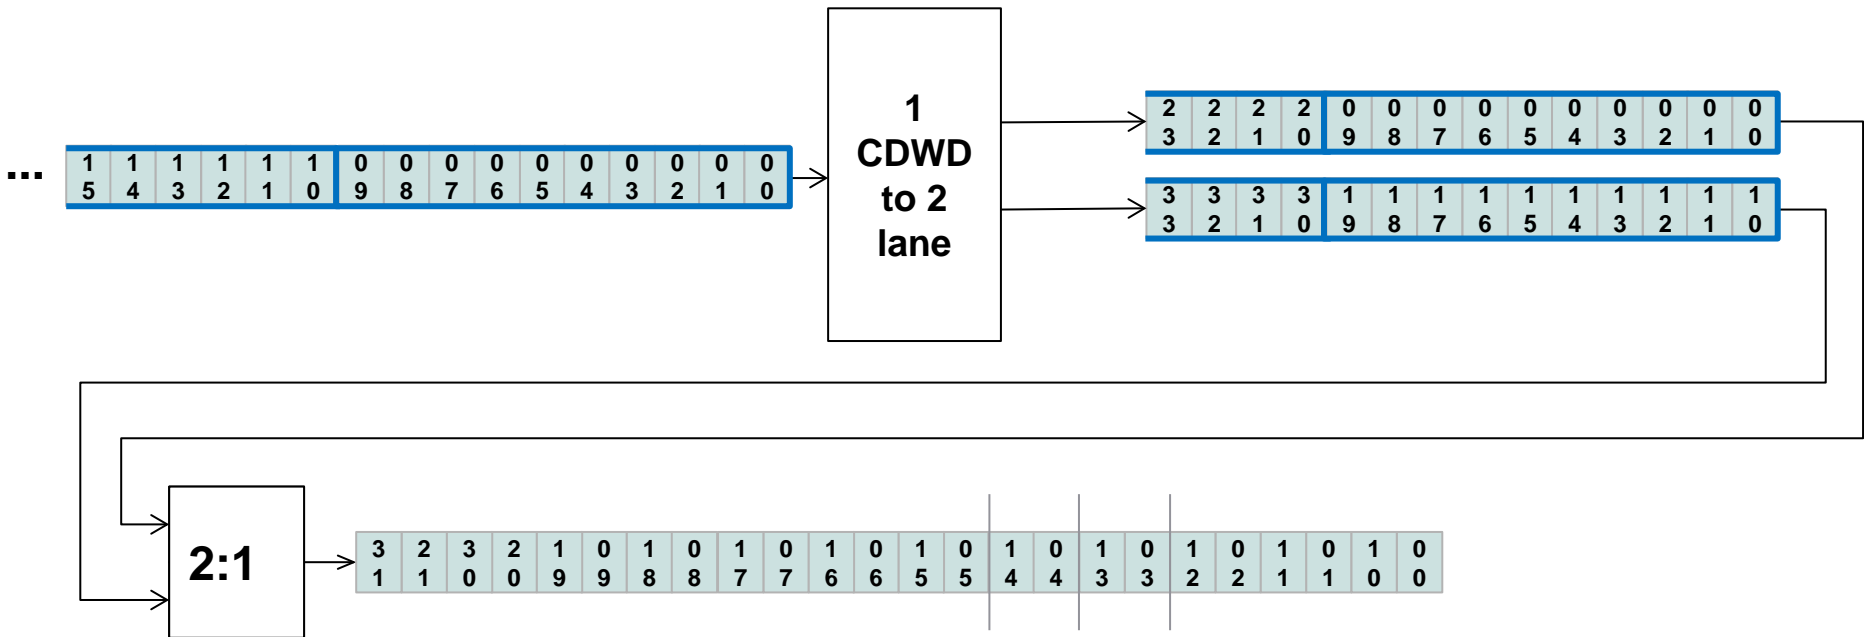 1
CDWD
to 2
lane
2 2 2 2 0 0 0 0 0 0 0 0 0 0
3 2 1 0 9 8 7 6 5 4 3 2 1 0
... 1 1 1 1 1 1 0 0 0 0 0 0 0 0 0 0
5 4 3 2 1 0 9 8 7 6 5 4 3 2 1 0
3 3 3 3 1 1 1 1 1 1 1 1 1 1
3 2 1 0 9 8 7 6 5 4 3 2 1 0
2:1
3 2 3 2 1 0 1 0 1 0 1 0 1 0 1 0 1 0 1 0 1 0 1 0
1 1 0 0 9 9 8 8 7 7 6 6 5 5 4 4 3 3 2 2 1 1 0 0